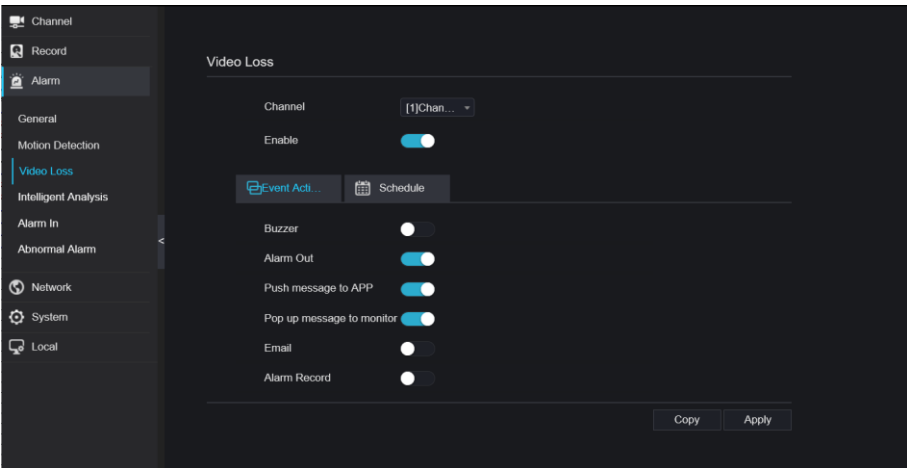 Channel
Record
Alarm
General
Motion Detection
Video Loss
Intelligent Analysis
Alarm In
Abnormal Alarm
Network
System
Local
<
Video Loss
Channel [1]Chan...
Enable
Event Acti... Schedule
Buzzer
Alarm Out
Push message to APP
Pop up message to monitor
Email
Alarm Record
Copy Apply